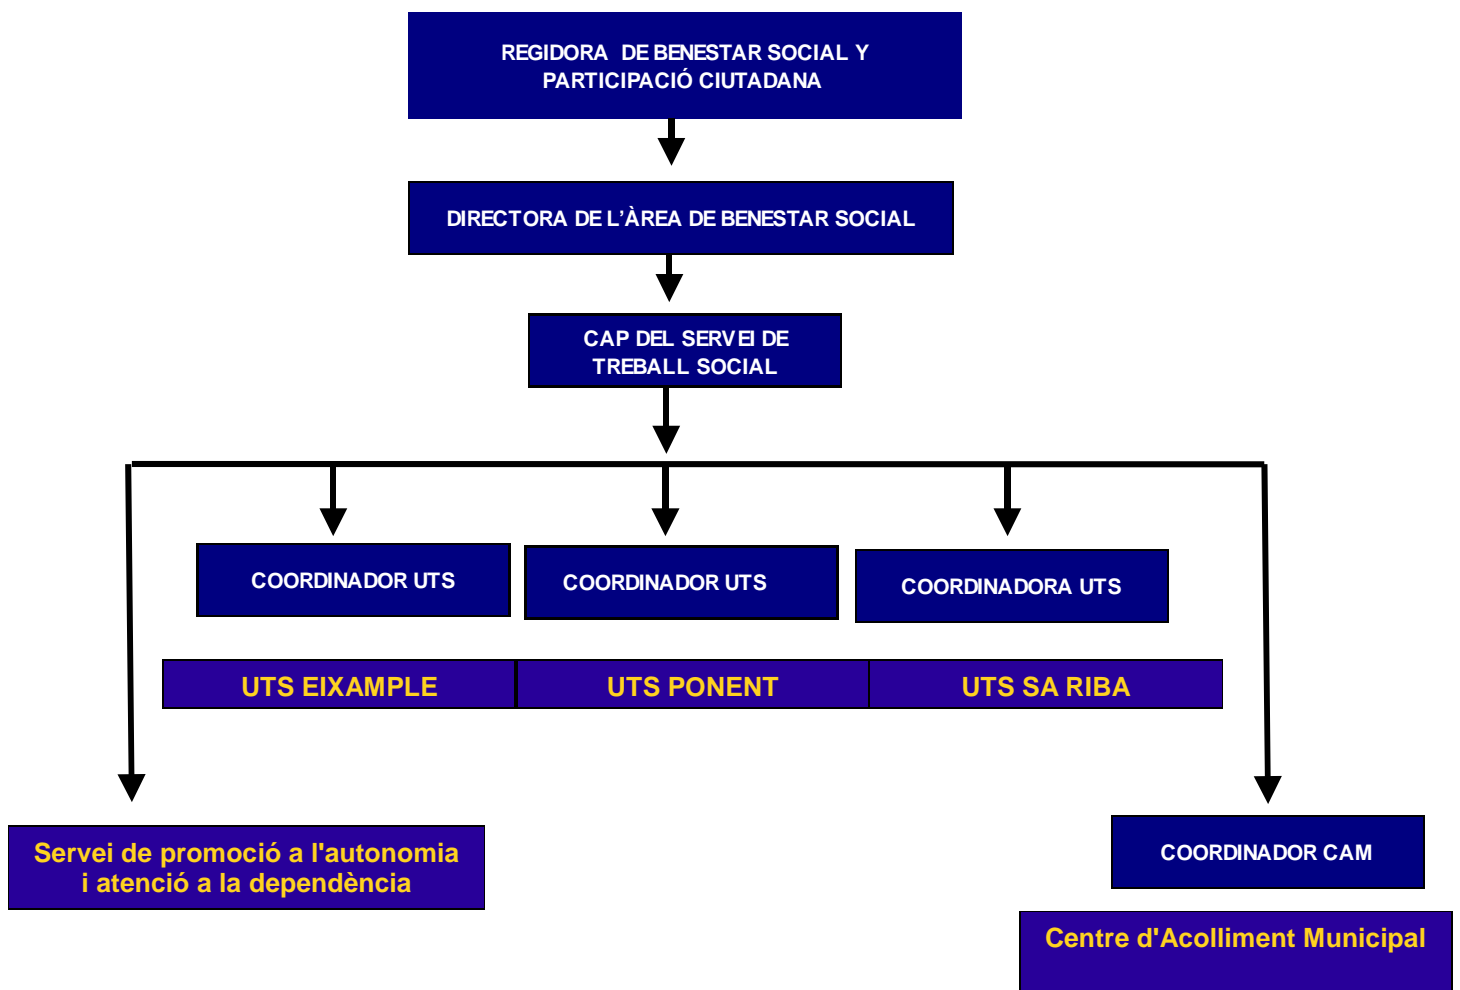 REGIDORA DE BENESTAR SOCIAL Y
PARTICIPACIÓ CIUTADANA
DIRECTORA DE L'ÀREA DE BENESTAR SOCIAL
CAP DEL SERVEI DE
TREBALL SOCIAL
COORDINADOR UTS
COORDINADOR UTS
COORDINADORA UTS
UTS EIXAMPLE
UTS PONENT
UTS SA RIBA
Servei de promoció a l'autonomia
i atenció a la dependència
COORDINADOR CAM
Centre d'Acolliment Municipal